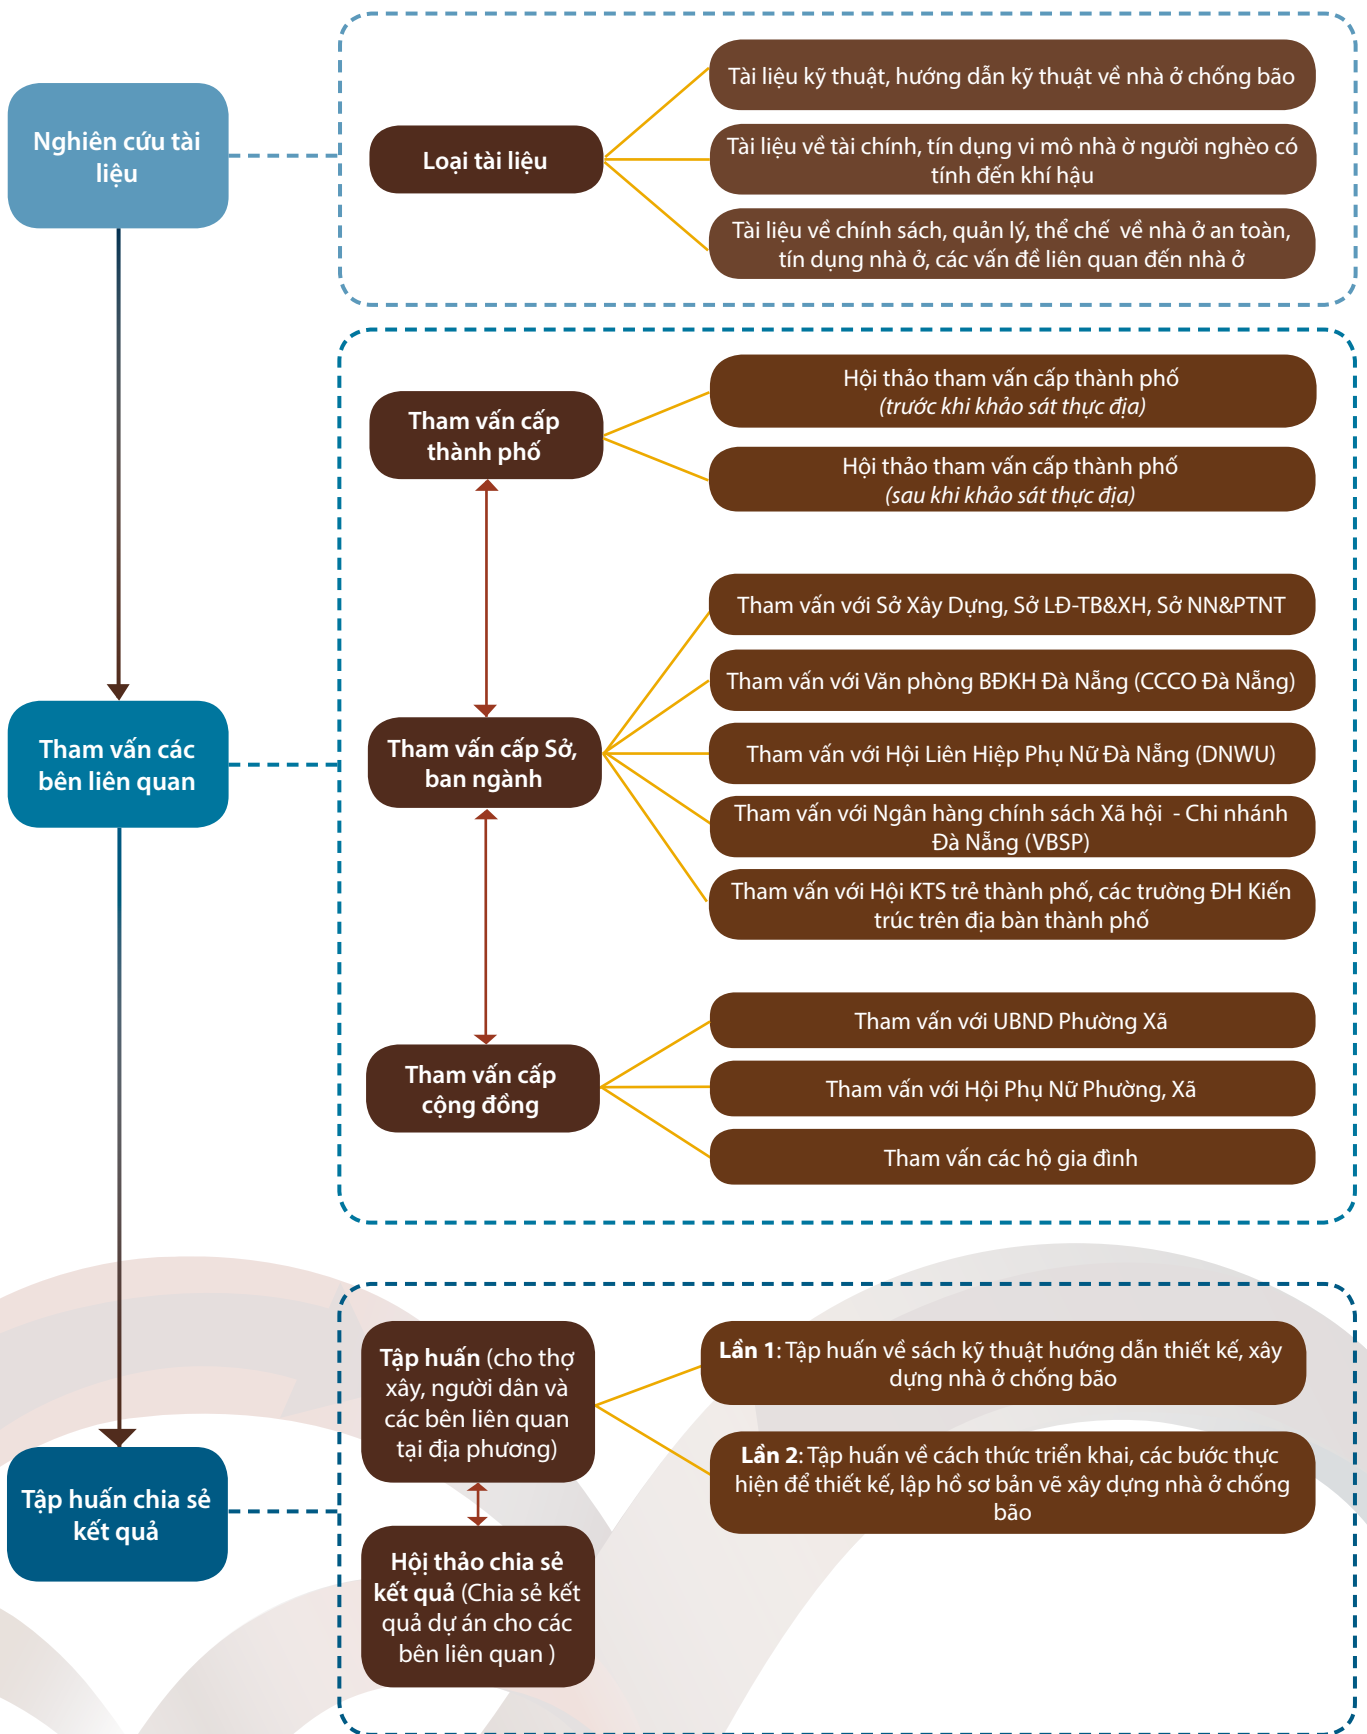 Nghiên cứu tài
liệu
Loại tài liệu
Tài liệu kỹ thuật, hướng dẫn kỹ thuật về nhà ở chống bão
Tài liệu về tài chính, tín dụng vi mô nhà ờ người nghèo có
tính đến khí hậu
Tài liệu về chính sách, quản lý, thể chế về nhà ở an toàn,
tín dụng nhà ở, các vấn đề liên quan đến nhà ở
Tham vấn các
bên liên quan
Tham vấn cấp
thành phố
Hội thảo tham vấn cấp thành phố
(trước khi khảo sát thực địa)
Hội thảo tham vấn cấp thành phố
(sau khi khảo sát thực địa)
Tham vấn cấp Sở,
ban ngành
Tham vấn với Sở Xây Dựng, Sở LĐ-TB&XH, Sở NN&PTNT
Tham vấn với Văn phòng BĐKH Đà Nẵng (CCCO Đà Nẵng)
Tham vấn với Hội Liên Hiệp Phụ Nữ Đà Nẵng (DNWU)
Tham vấn với Ngân hàng chính sách Xã hội - Chi nhánh
Đà Nẵng (VBSP)
Tham vấn với Hội KTS trẻ thành phố, các trường ĐH Kiến
trúc trên địa bàn thành phố
Tham vấn cấp
cộng đồng
Tham vấn với UBND Phường Xã
Tham vấn với Hội Phụ Nữ Phường, Xã
Tham vấn các hộ gia đình
Tập huấn chia sẻ
kết quả
Tập huấn (cho thợ
xây, người dân và
các bên liên quan
tại địa phương)
Lần 1: Tập huấn về sách kỹ thuật hướng dẫn thiết kế, xây
dựng nhà ở chống bão
Lần 2: Tập huấn về cách thức triển khai, các bước thực
hiện để thiết kế, lập hồ sơ bản vẽ xây dựng nhà ở chống
bão
Hộị thảo chia sẻ
kết quả (Chia sẻ kết
quả dự án cho các
bên liên quan )